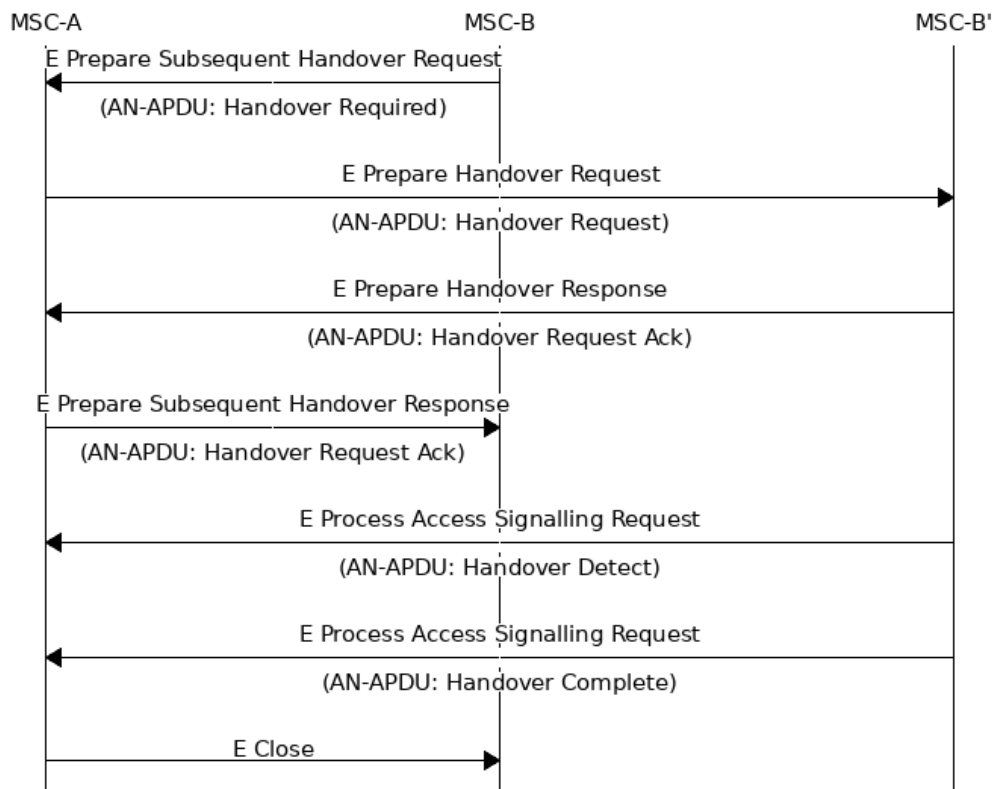 MSC-A MSC-B MSC-B'
E Prepare Subsequent Handover Request
(AN-APDU: Handover Required)
E Prepare Handover Request
(AN-APDU: Handover Request)
E Prepare Handover Response
(AN-APDU: Handover Request Ack)
E Prepare Subsequent Handover Response
(AN-APDU: Handover Request Ack)
E Process Access Signalling Request
(AN-APDU: Handover Detect)
E Process Access Signalling Request
(AN-APDU: Handover Complete)
E Close